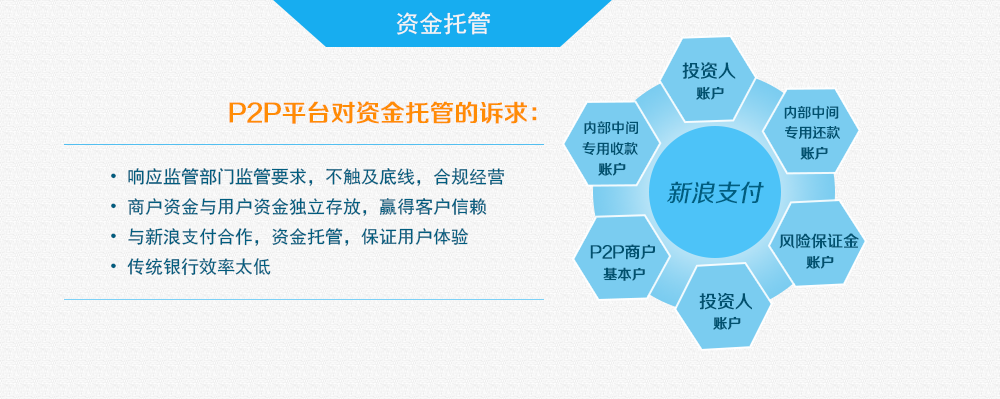 资金托管
P2P平台对资金托管的诉求：
• 响应监管部门监管要求，不触及底线，合规经营
• 商户资金与用户资金独立存放，赢得客户信赖
• 与新浪支付合作，资金托管，保证用户体验
• 传统银行效率太低
投资人
账户
内部中间
专用还款
账户
风险保证金
账户
投资人
账户
P2P商户
基本户
内部中间
专用收款
账户
新浪支付